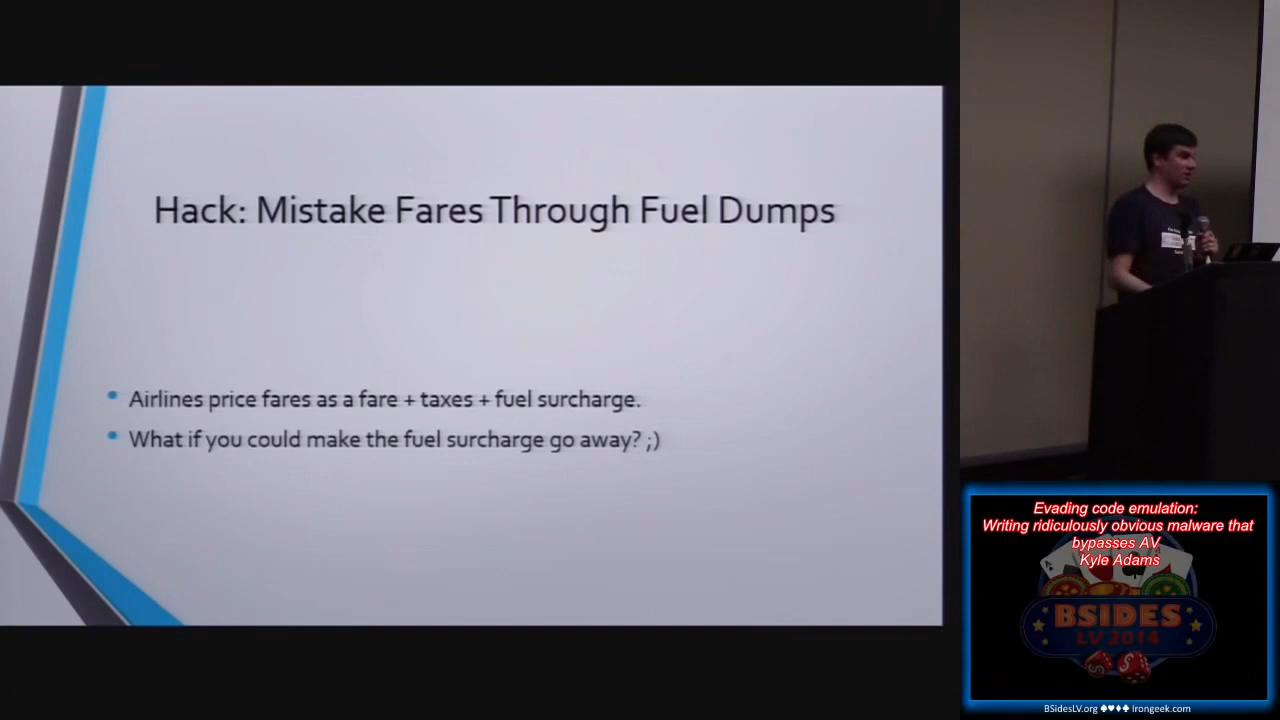 Hack: Mistake Fares Through Fuel Dumps
• Airlines price fares as a fare + taxes + fuel surcharge.
• What if you could make the fuel surcharge go away? ;)
Evading code emulation:
Writing ridiculously obvious malware that
bypasses AV
Kyle Adams
BSIDES
LV 2014
BSidesLV.org ♠♥♦♣ Irongeek.com